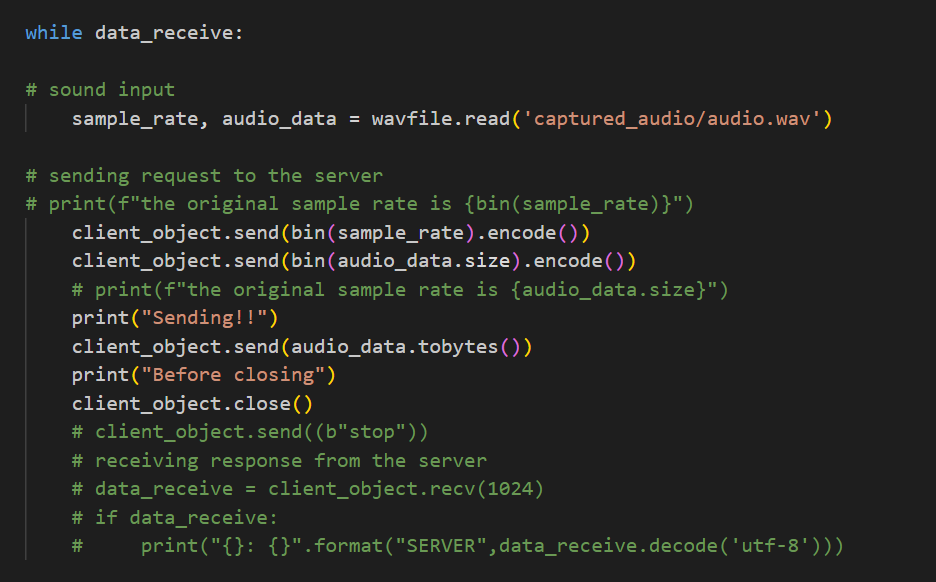 while data_receive:
# sound input
    sample_rate, audio_data = wavfile.read('captured_audio/audio.wav')
# sending request to the server
# print(f"the original sample rate is {bin(sample_rate)}")
    client_object.send(bin(sample_rate).encode())
    client_object.send(bin(audio_data.size).encode())
    # print(f"the original sample rate is {audio_data.size}")
    print("Sending!!")
    client_object.send(audio_data.tobytes())
    print("Before closing")
    client_object.close()
    # client_object.send((b"stop"))
    # receiving response from the server
    # data_receive = client_object.recv(1024)
    # if data_receive:
    #     print("{}: {}".format("SERVER",data_receive.decode('utf-8')))